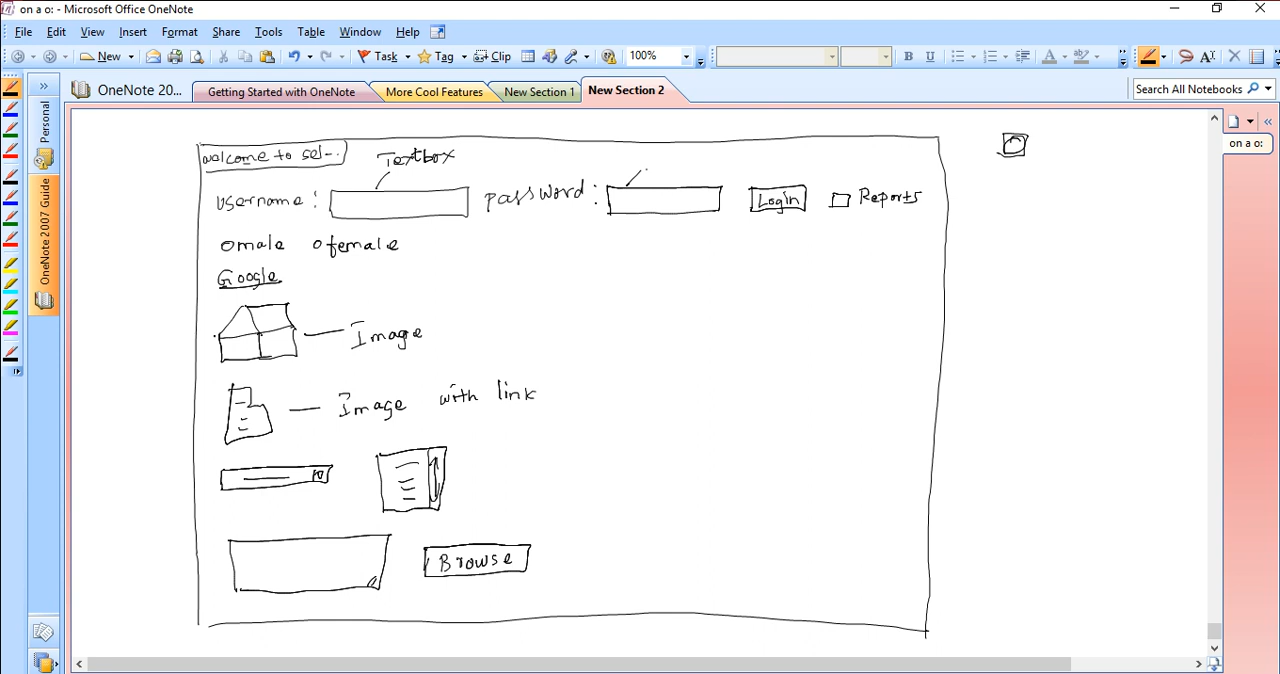 on a o: - Microsoft Office OneNote
File Edit View Insert Format Share Tools Table Window Help
New Task Tag Clip 100%
OneNote 20... Getting Started with OneNote More Cool Features New Section 1 New Section 2 Search All Notebooks
on a o:
Personal
OneNote 2007 Guide
welcome to sel-..
Textbox
username : password : Login Reports
male female
Google
Image
Image with link
Browse